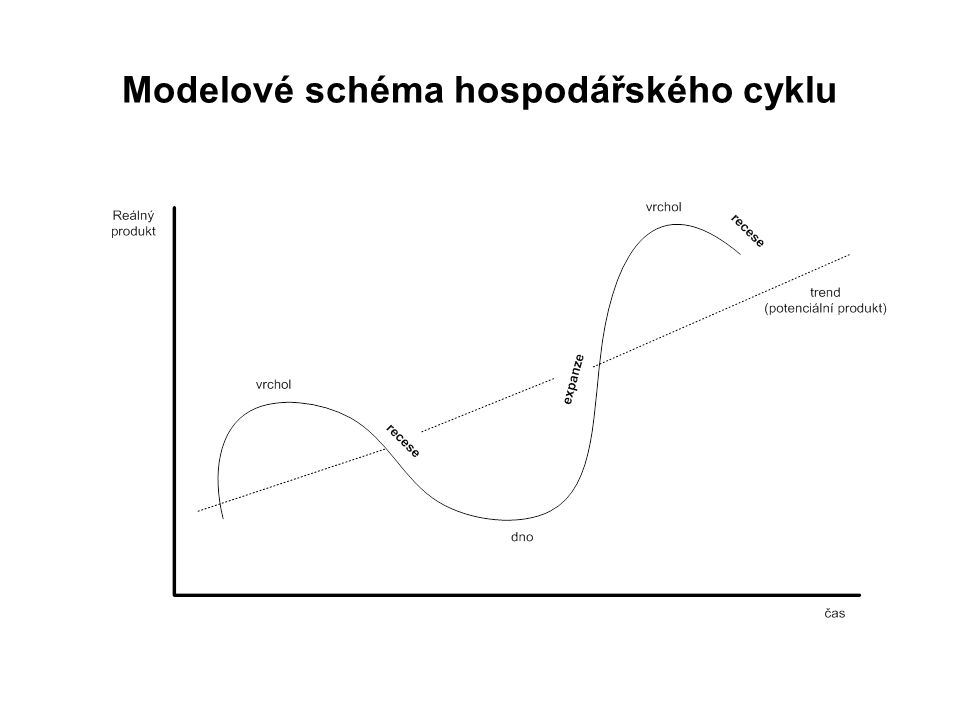 Modelové schéma hospodářského cyklu
Reálný
produkt
vrchol
recese
trend
(potenciální produkt)
expanze
vrchol
recese
dno
čas